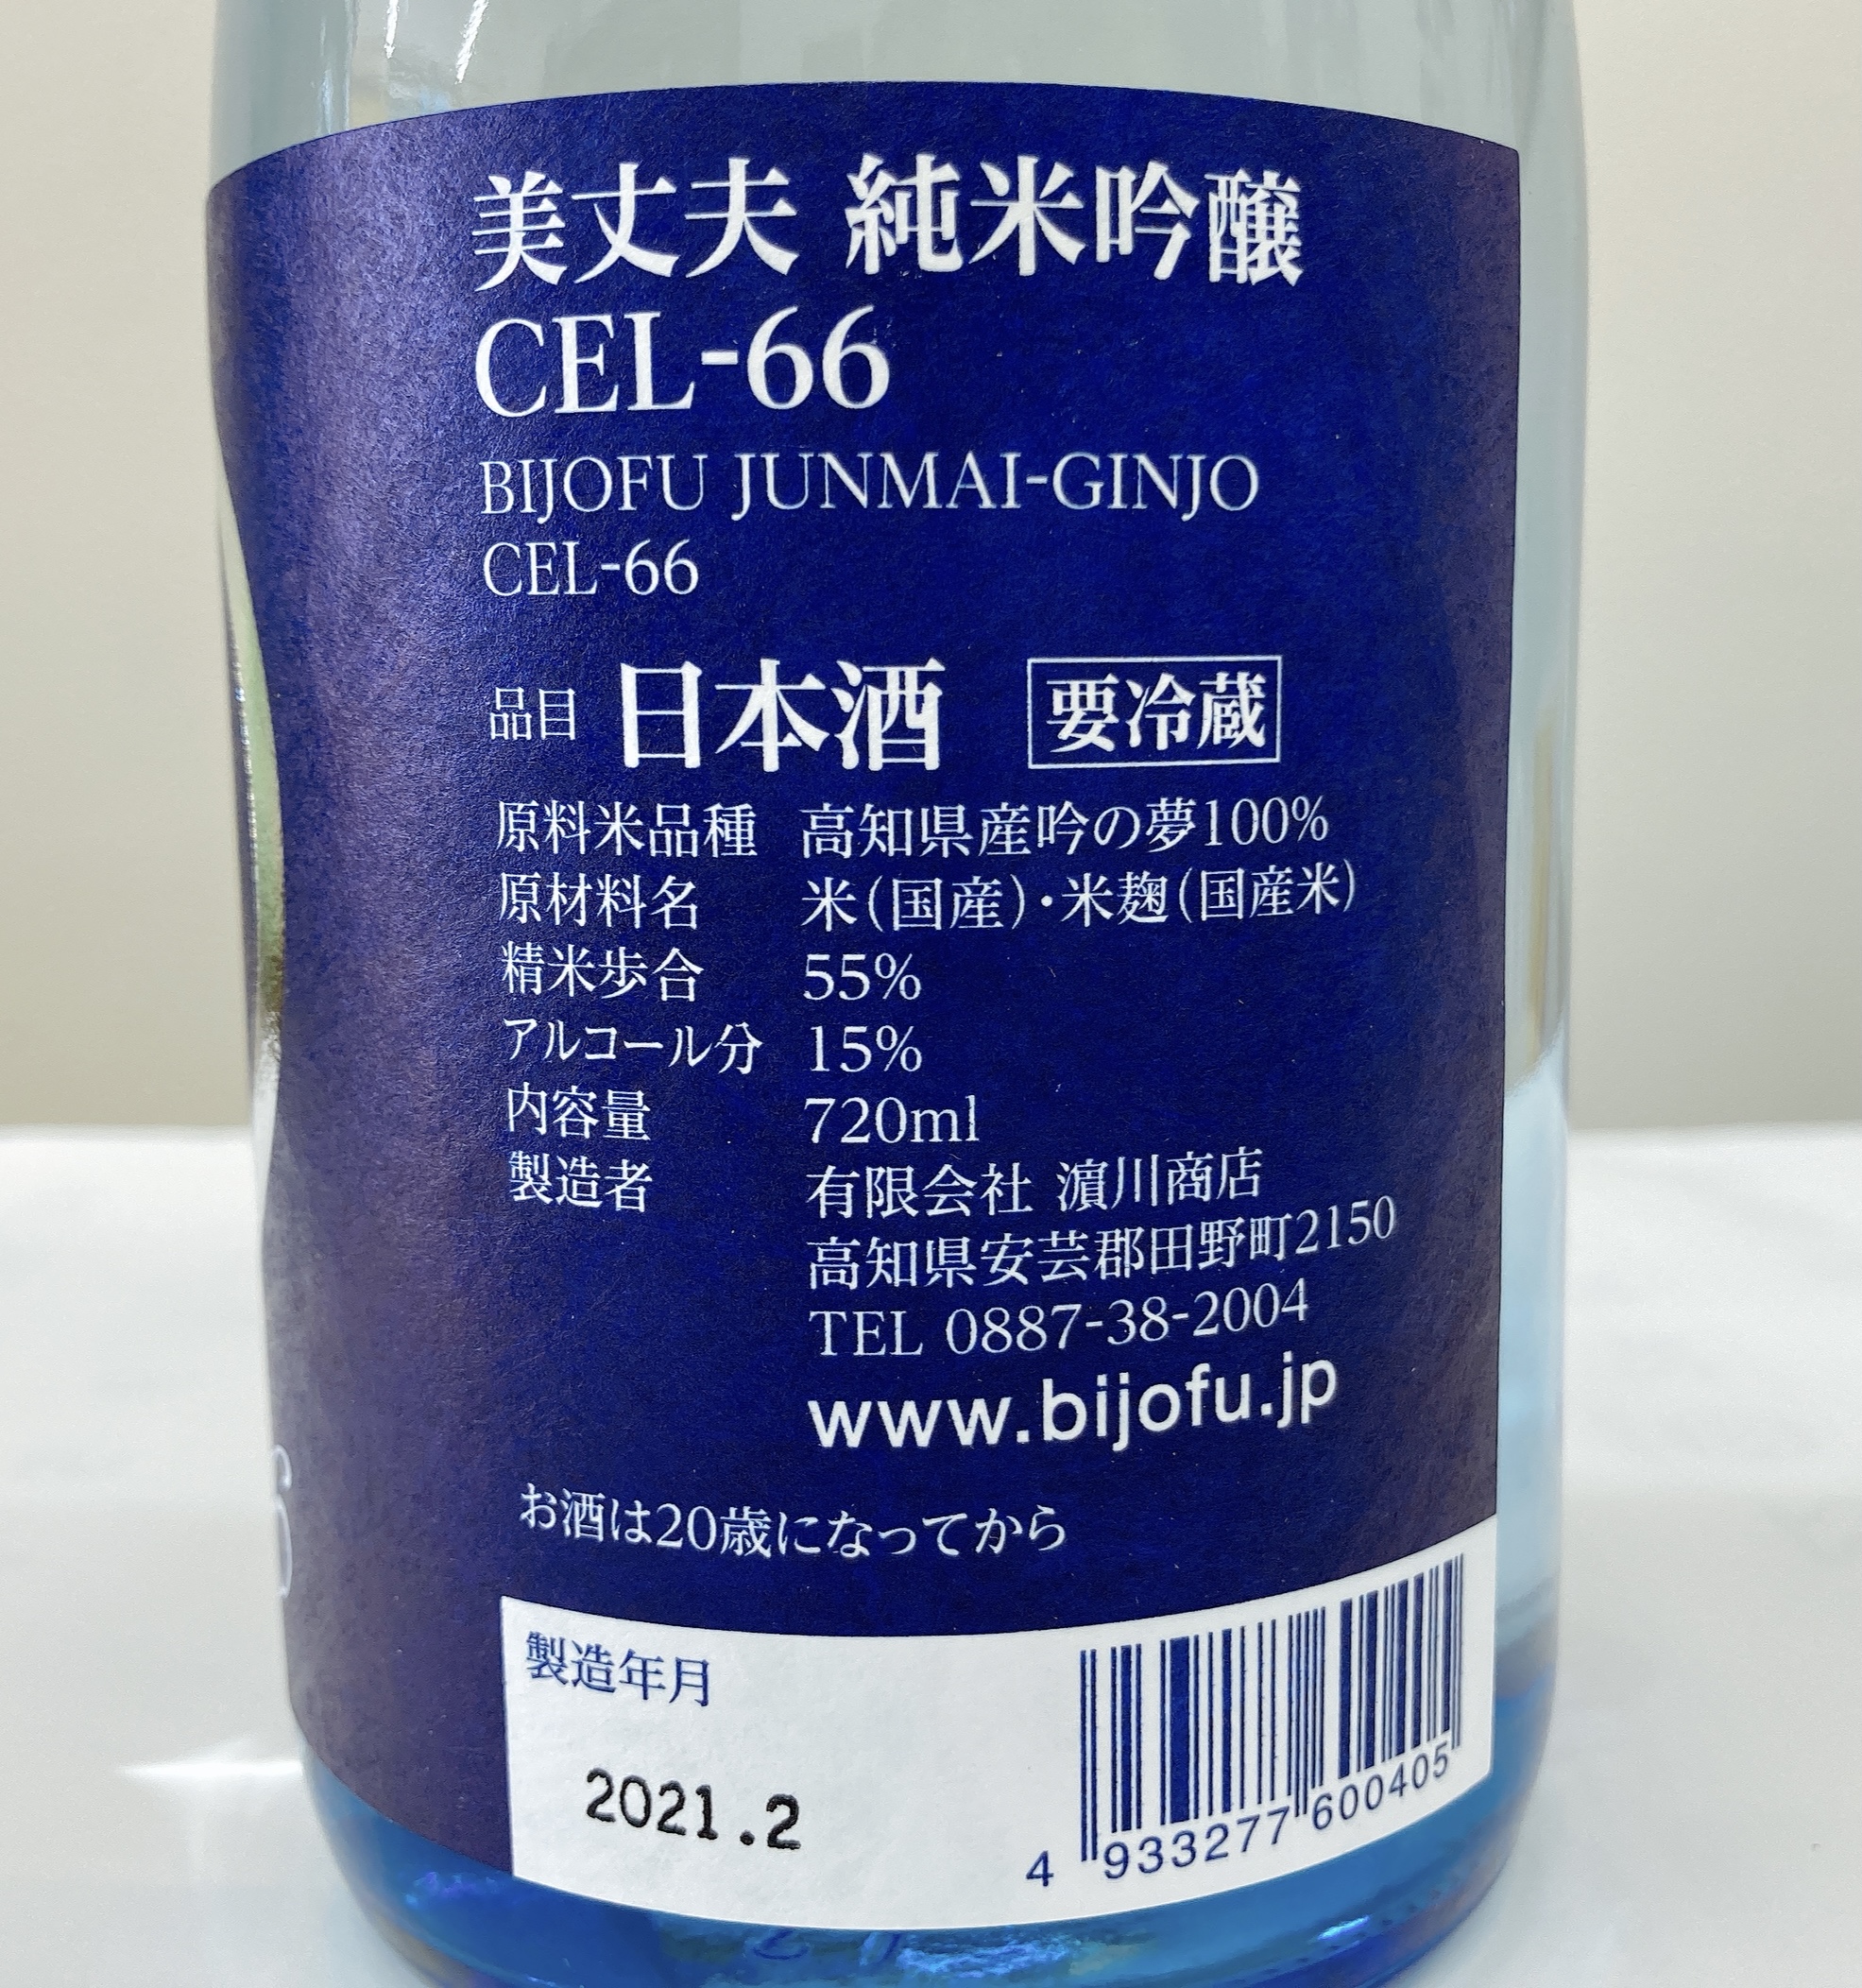 美丈夫 純米吟醸
CEL-66
BIJOFU JUNMAI-GINJO
CEL-66
品目 日本酒 要冷蔵
原料米品種 高知県産吟の夢100%
原材料名 米(国産)・米麹(国産米)
精米歩合 55%
アルコール分 15%
内容量 720ml
製造者 有限会社 濵川商店
高知県安芸郡田野町2150
TEL 0887-38-2004
www.bijofu.jp
お酒は20歳になってから
製造年月
2021.2
4 933277 600405